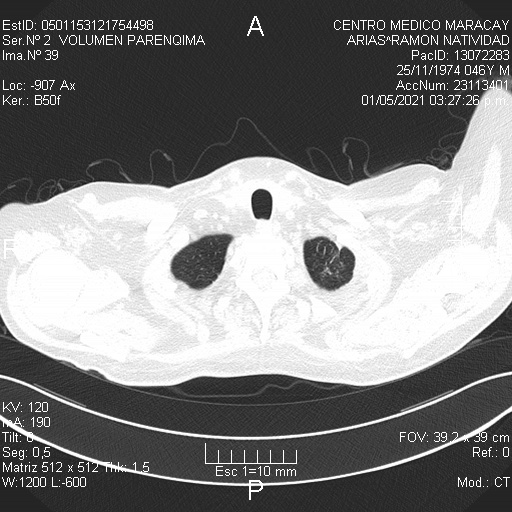 EstID: 0501153121754498
Ser.Nº 2 VOLUMEN PARENQIMA
Ima.Nº 39
Loc: -907 Ax
Ker.: B50f
A
CENTRO MEDICO MARACAY
ARIAS^RAMON NATIVIDAD
PacID: 13072283
25/11/1974 046Y M
AccNum: 23113401
01/05/2021 03:27:26 p.m.
KV: 120
mA: 190
Tilt: 0
Seg: 0,5
Matriz 512 x 512 Thk: 1.5
W:1200 L:-600
Esc 1=10 mm
P
FOV: 39.2 x 39 cm
Ref.: 0
Mod.: CT